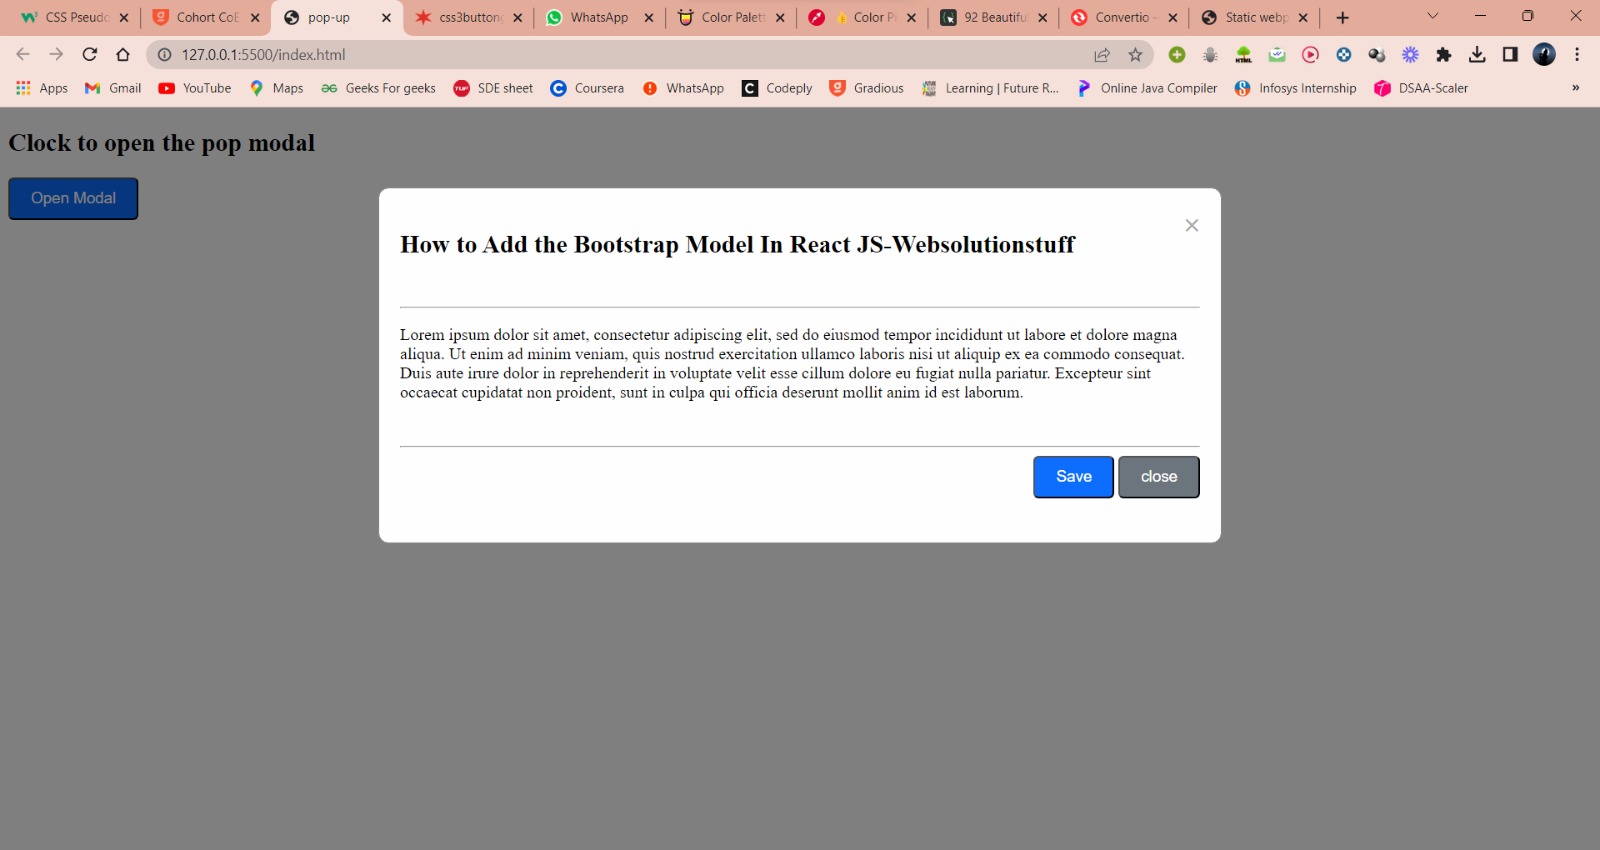 CSS Pseudo
Cohort CoE
pop-up
css3button
WhatsApp
Color Palett
Color Pi
92 Beautiful
Convertio –
Static webp
127.0.0.1:5500/index.html
Apps
Gmail
YouTube
Maps
Geeks For geeks
SDE sheet
Coursera
WhatsApp
Codeply
Gradious
Learning | Future R...
Online Java Compiler
Infosys Internship
DSAA-Scaler
»
Clock to open the pop modal
Open Modal
×
How to Add the Bootstrap Model In React JS-Websolutionstuff
Lorem ipsum dolor sit amet, consectetur adipiscing elit, sed do eiusmod tempor incididunt ut labore et dolore magna
aliqua. Ut enim ad minim veniam, quis nostrud exercitation ullamco laboris nisi ut aliquip ex ea commodo consequat.
Duis aute irure dolor in reprehenderit in voluptate velit esse cillum dolore eu fugiat nulla pariatur. Excepteur sint
occaecat cupidatat non proident, sunt in culpa qui officia deserunt mollit anim id est laborum.
Save
close